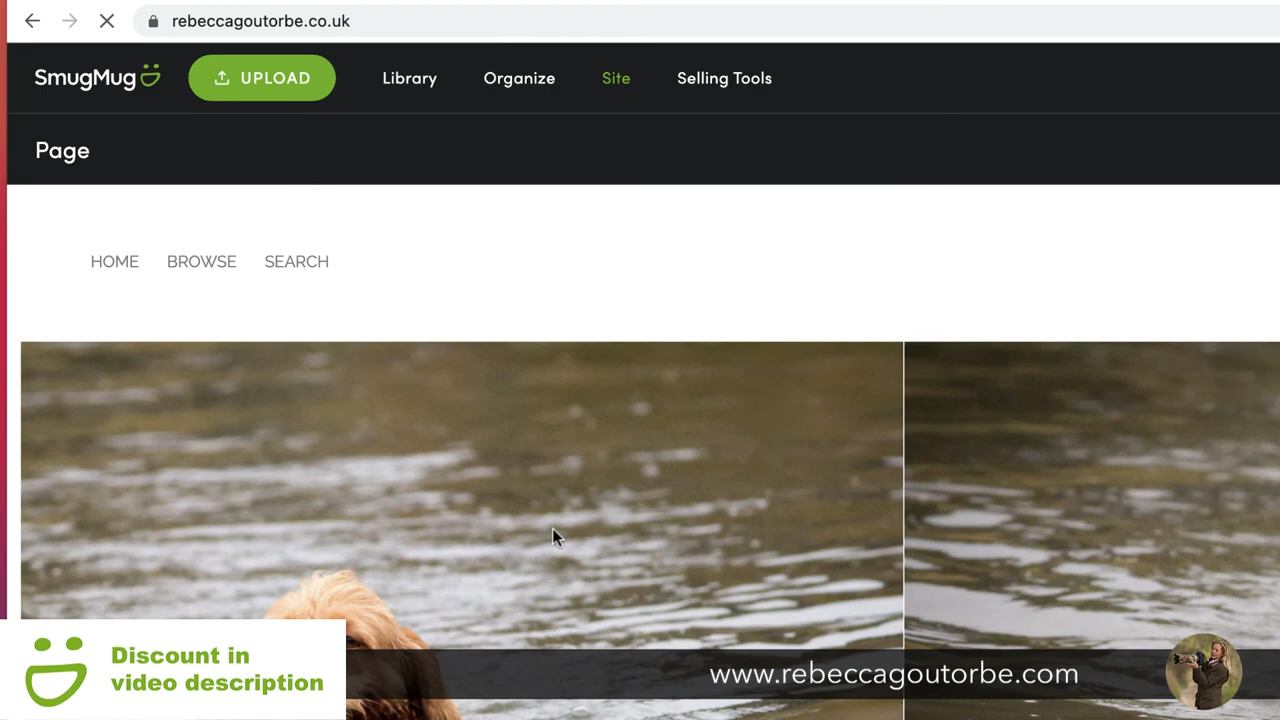 rebeccagoutorbe.co.uk
SmugMug UPLOAD Library Organize Site Selling Tools
Page
HOME BROWSE SEARCH
Discount in
video description
www.rebeccagoutorbe.com